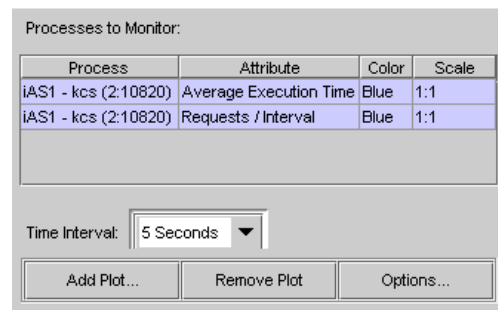 Processes to Monitor:
Process Attribute Color Scale
iAS1 - kcs (2:10820) Average Execution Time Blue 1:1
iAS1 - kcs (2:10820) Requests / Interval Blue 1:1
Time Interval: 5 Seconds
Add Plot... Remove Plot Options...